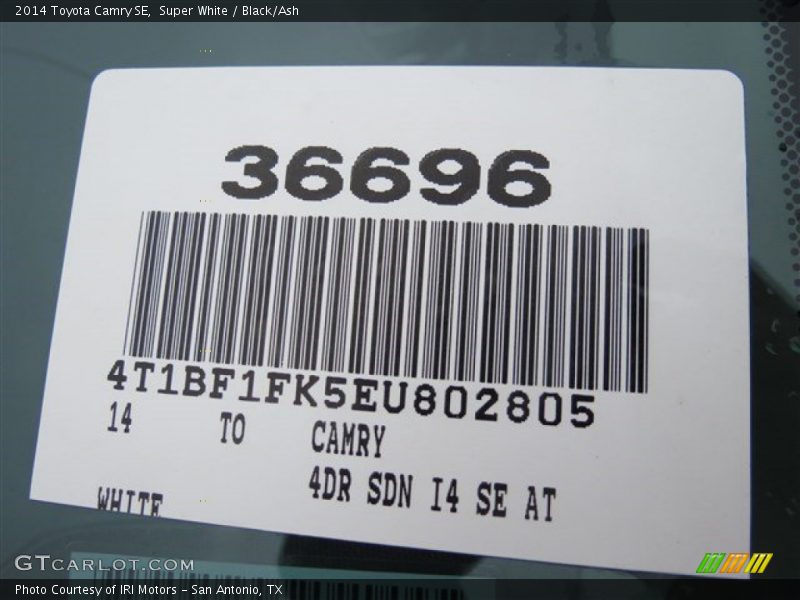 2014 Toyota Camry SE, Super White / Black/Ash
36696
4T1BF1FK5EU802805
14 TO CAMRY
4DR SDN I4 SE AT
WHITE
GTCARLOT.COM
Photo Courtesy of IRI Motors - San Antonio, TX